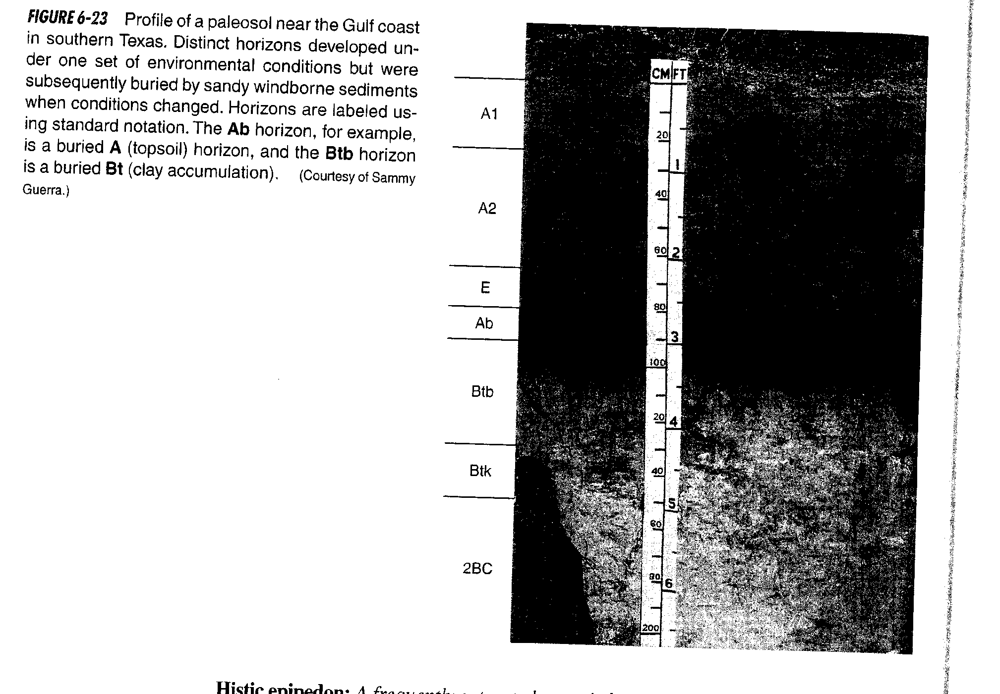 FIGURE 6-23 Profile of a paleosol near the Gulf coast
in southern Texas. Distinct horizons developed un-
der one set of environmental conditions but were
subsequently buried by sandy windborne sediments
when conditions changed. Horizons are labeled us-
ing standard notation. The Ab horizon, for example,
is a buried A (topsoil) horizon, and the Btb horizon
is a buried Bt (clay accumulation). (Courtesy of Sammy
Guerra.)
A1
A2
E
Ab
Btb
Btk
2BC
CM FT
20
1
40
60 2
80
3
100
20 4
40
5
60
80 6
200
Histic epipedon: A frequently